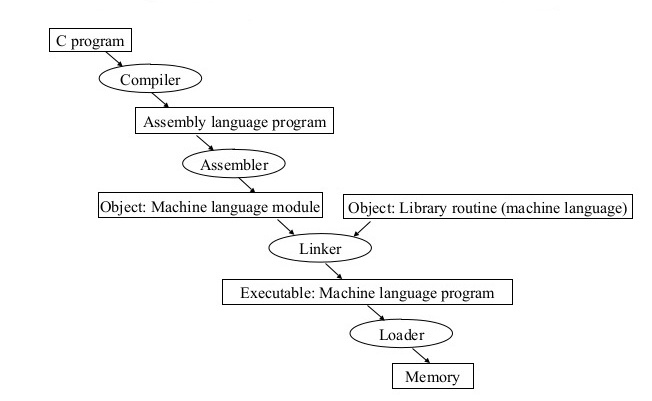 C program
Compiler
Assembly language program
Assembler
Object: Machine language module
Object: Library routine (machine language)
Linker
Executable: Machine language program
Loader
Memory